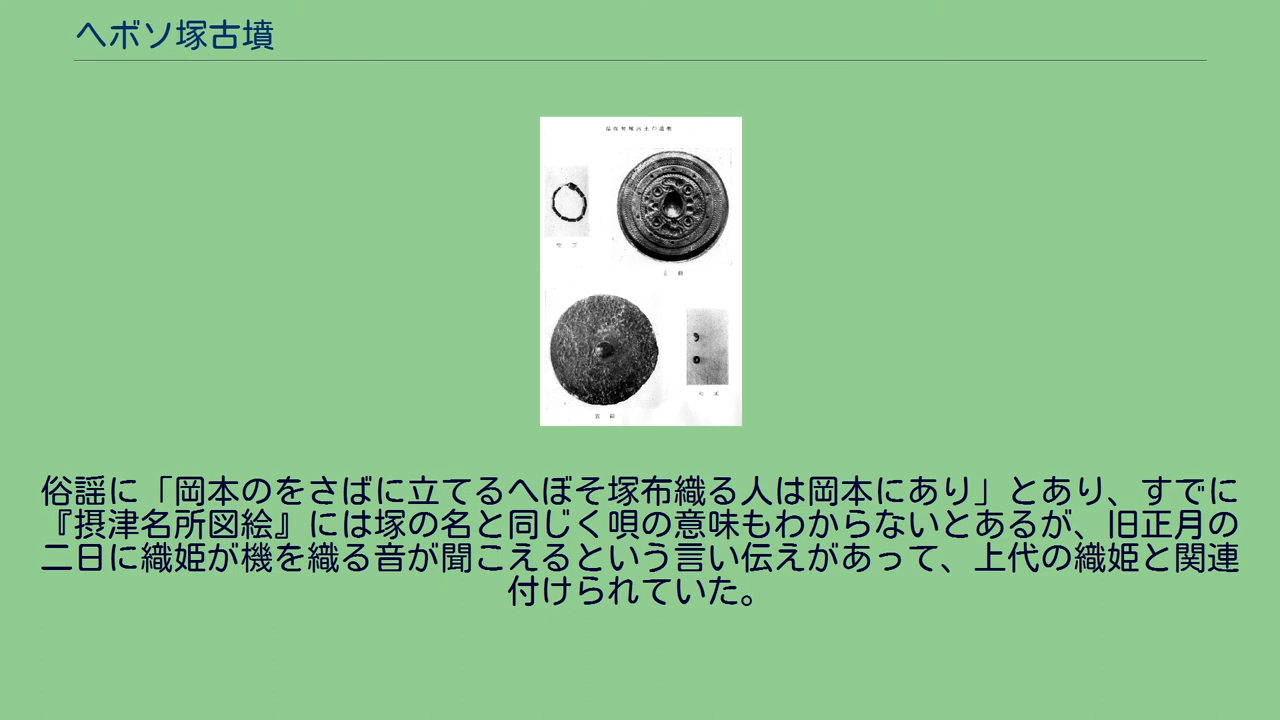 ヘボソ塚古墳
俗謡に「岡本のをさばに立てるへぼそ塚布織る人は岡本にあり」とあり、すでに
『摂津名所図絵』には塚の名と同じく唄の意味もわからないとあるが、旧正月の
二日に織姫が機を織る音が聞こえるという言い伝えがあって、上代の織姫と関連
付けられていた。